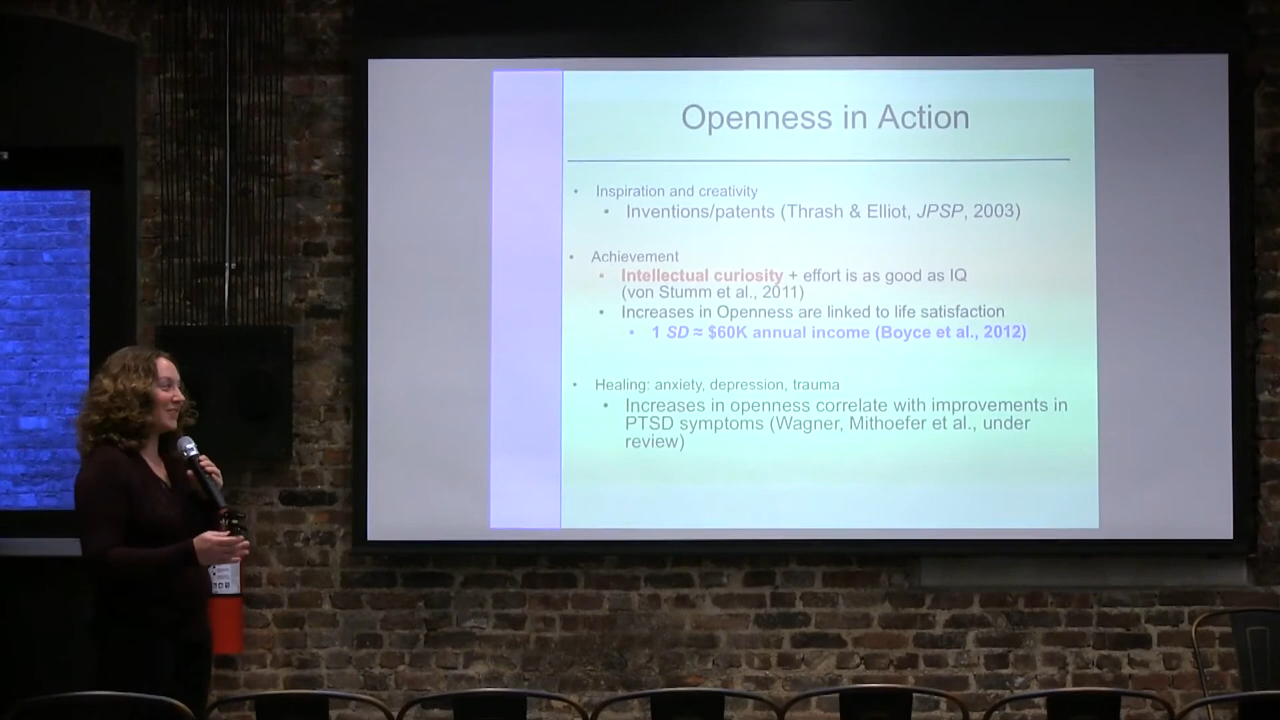 Openness in Action
• Inspiration and creativity
• Inventions/patents (Thrash & Elliot, JPSP, 2003)
• Achievement
• Intellectual curiosity + effort is as good as IQ
(von Stumm et al., 2011)
• Increases in Openness are linked to life satisfaction
• 1 SD ≈ $60K annual income (Boyce et al., 2012)
• Healing: anxiety, depression, trauma
• Increases in openness correlate with improvements in
PTSD symptoms (Wagner, Mithoefer et al., under
review)